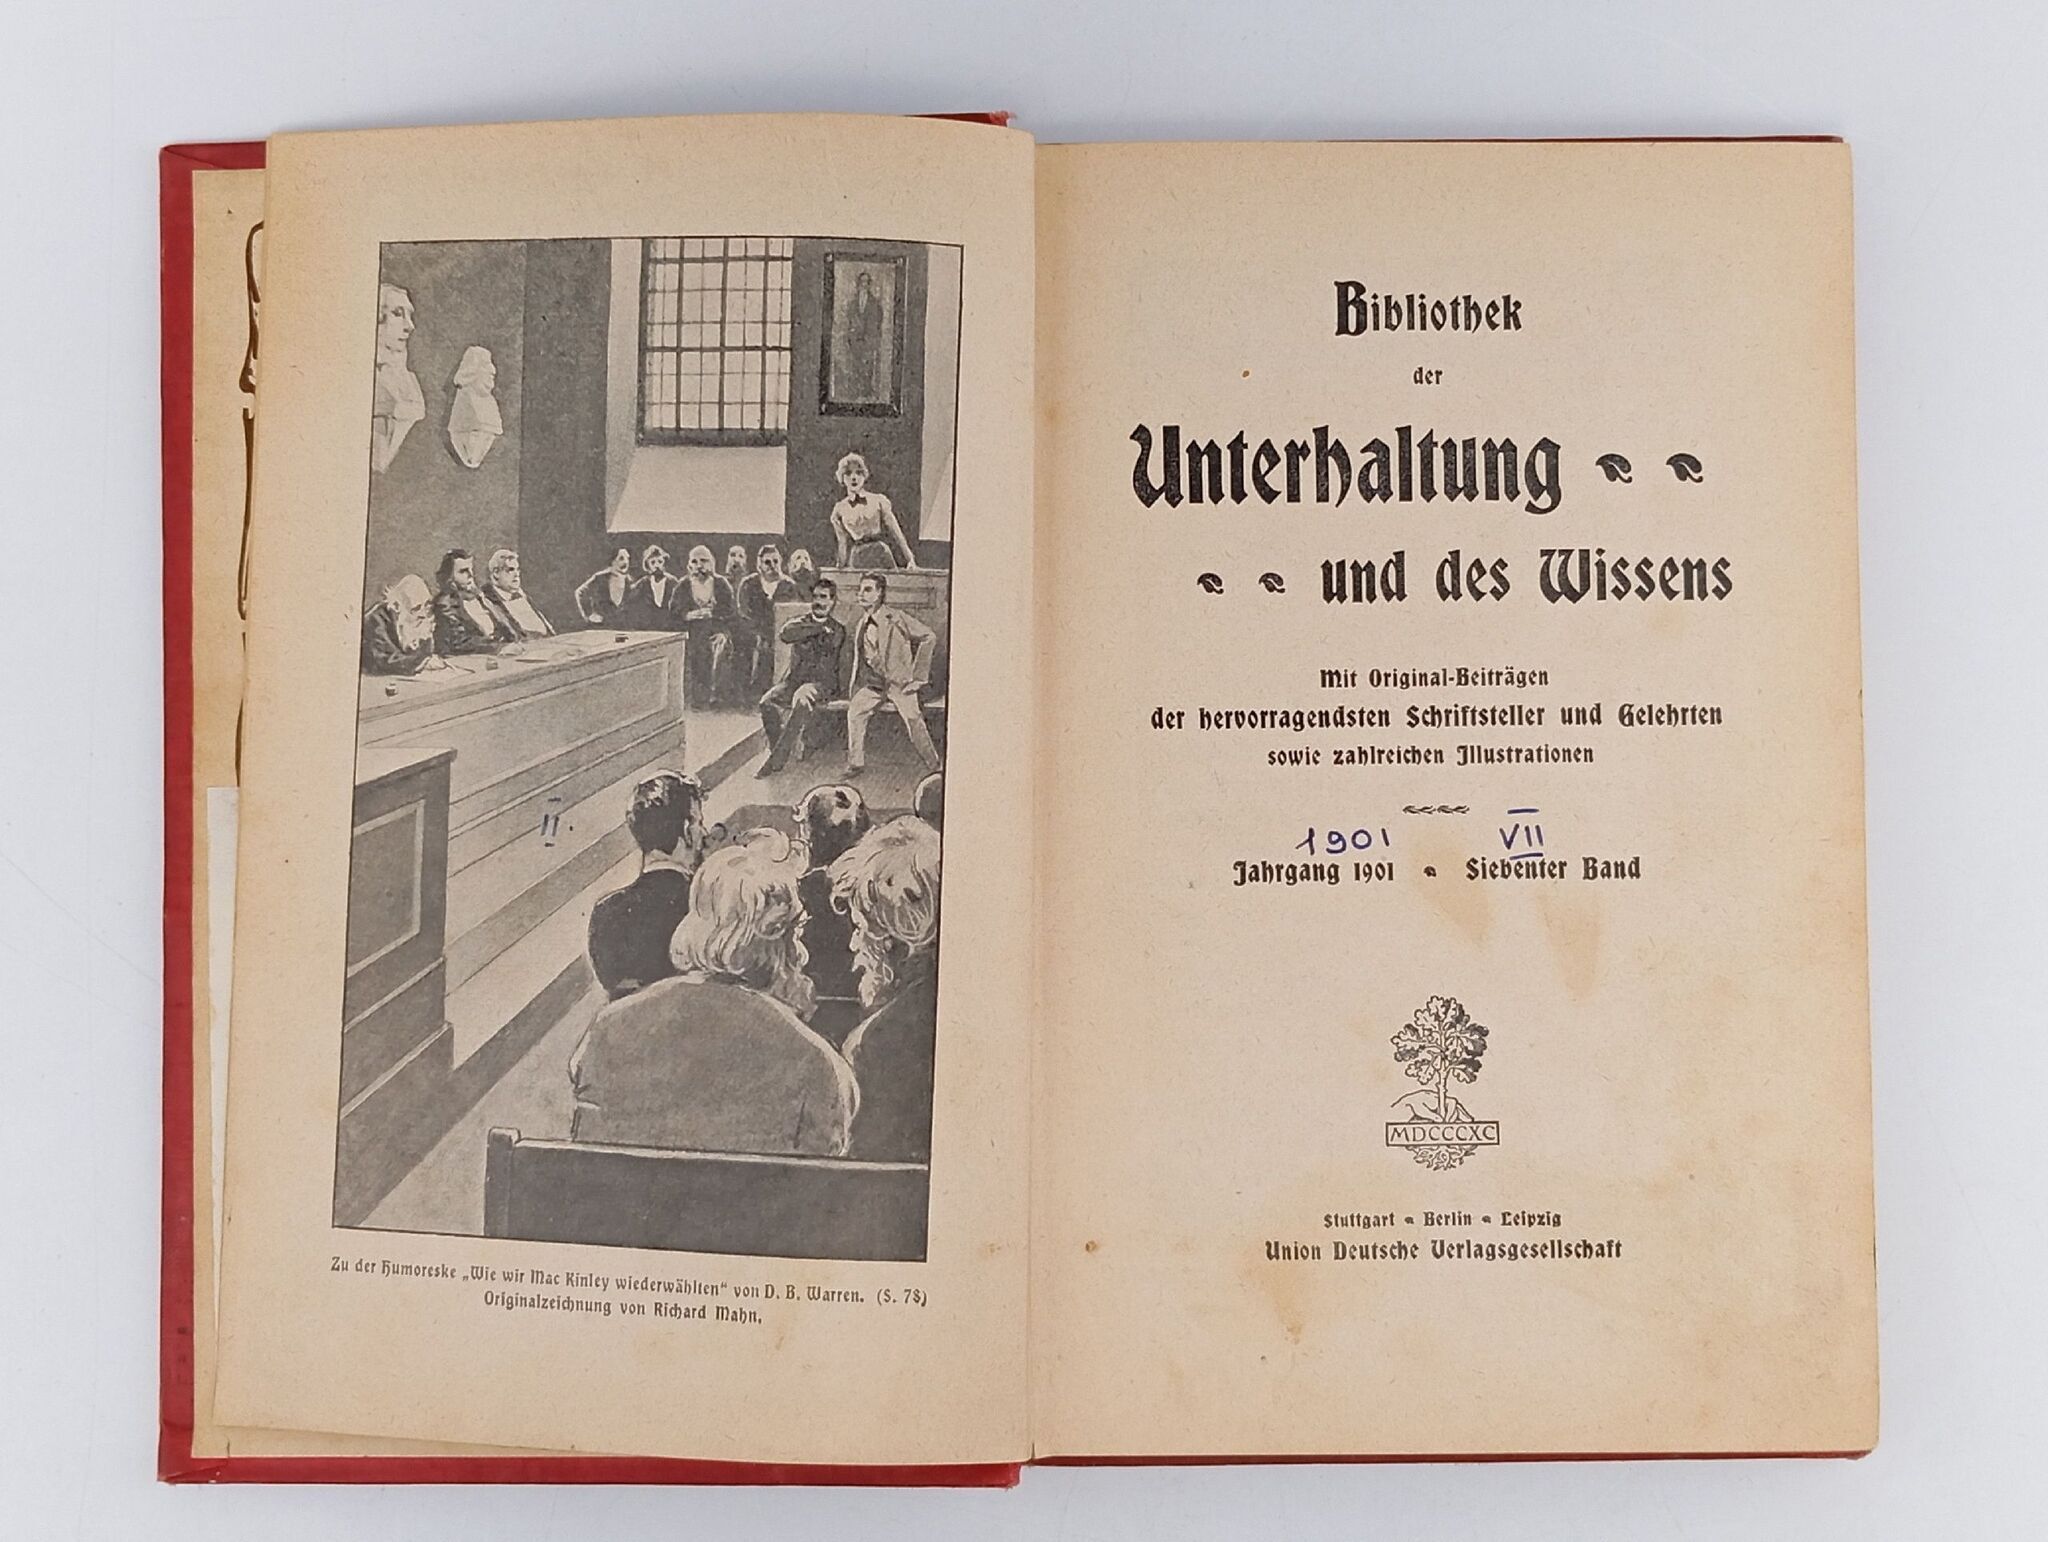 II.
Zu der Humoreske „Wie wir Mac Kinley wiederwählten“ von D. B. Warren. (S. 78)
Originalzeichnung von Richard Mahn.
Bibliothek
der
Unterhaltung
und des Wissens
Mit Original-Beiträgen
der hervorragendsten Schriftsteller und Gelehrten
sowie zahlreichen Illustrationen
1901 VII
Jahrgang 1901 Siebenter Band
MDCCCXC
Stuttgart Berlin Leipzig
Union Deutsche Verlagsgesellschaft